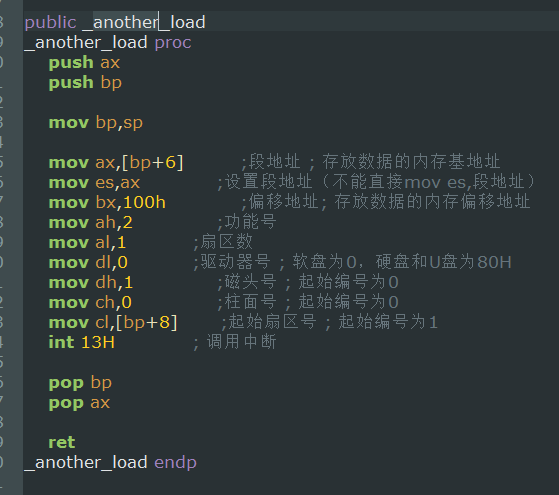 public _another_load
_another_load proc
push ax
push bp
mov bp,sp
mov ax,[bp+6] ;段地址 ; 存放数据的内存基地址
mov es,ax ;设置段地址（不能直接mov es,段地址）
mov bx,100h ;偏移地址; 存放数据的内存偏移地址
mov ah,2 ;功能号
mov al,1 ;扇区数
mov dl,0 ;驱动器号 ; 软盘为0，硬盘和U盘为80H
mov dh,1 ;磁头号 ; 起始编号为0
mov ch,0 ;柱面号 ; 起始编号为0
mov cl,[bp+8] ;起始扇区号 ; 起始编号为1
int 13H ; 调用中断
pop bp
pop ax
ret
_another_load endp